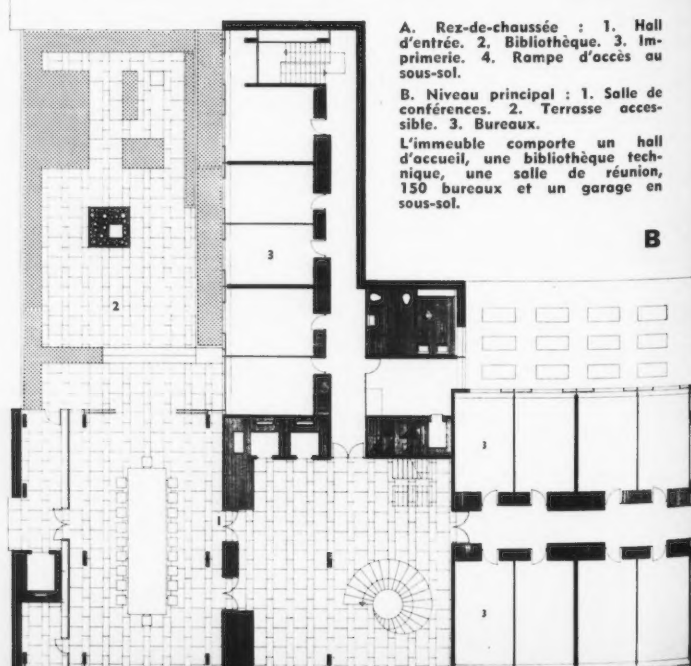 A. Rez-de-chaussée : 1. Hall
d'entrée. 2. Bibliothèque. 3. Im-
primerie. 4. Rampe d'accès au
sous-sol.
B. Niveau principal : 1. Salle de
conférences. 2. Terrasse acces-
sible. 3. Bureaux.
L'immeuble comporte un hall
d'accueil, une bibliothèque tech-
nique, une salle de réunion,
150 bureaux et un garage en
sous-sol.
B
3
2
3
1
3